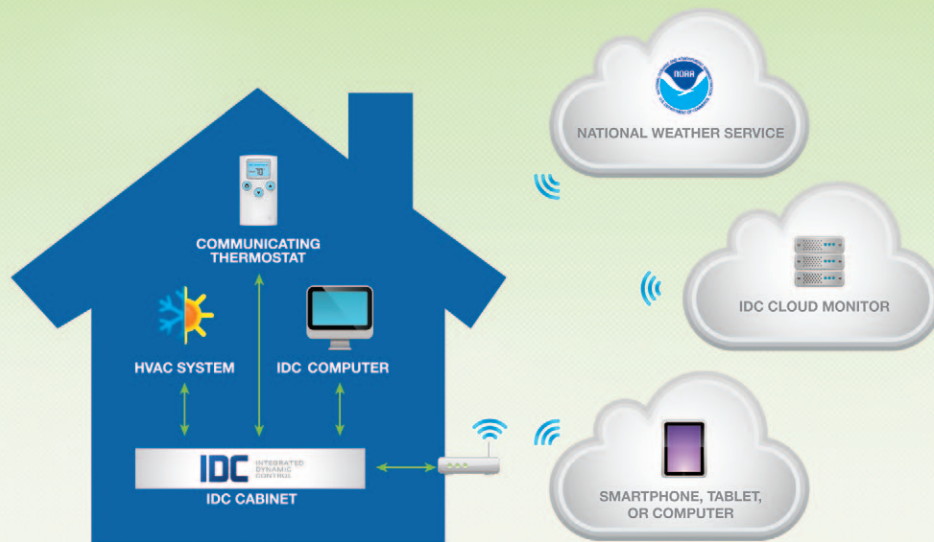 NOAA
NATIONAL WEATHER SERVICE
70
COMMUNICATING
THERMOSTAT
IDC CLOUD MONITOR
HVAC SYSTEM
IDC COMPUTER
IDC
INTEGRATED
DYNAMIC
CONTROL
IDC CABINET
SMARTPHONE, TABLET,
OR COMPUTER